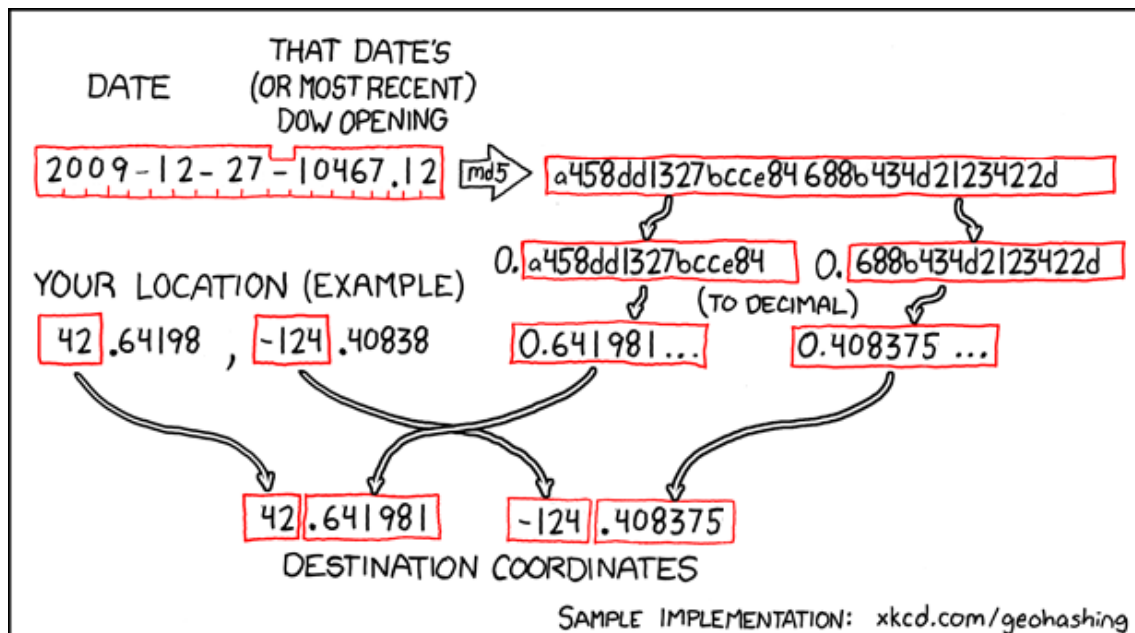 DATE
THAT DATE'S
(OR MOST RECENT)
DOW OPENING
2009-12-27-10467.12
md5
a458dd1327bcce84688b434d2123422d
0.a458dd1327bcce84
0.688b434d2123422d
YOUR LOCATION (EXAMPLE)
(TO DECIMAL)
42.64198, -124.40838
0.641981...
0.408375...
42.641981
-124.408375
DESTINATION COORDINATES
SAMPLE IMPLEMENTATION: xkcd.com/geohashing